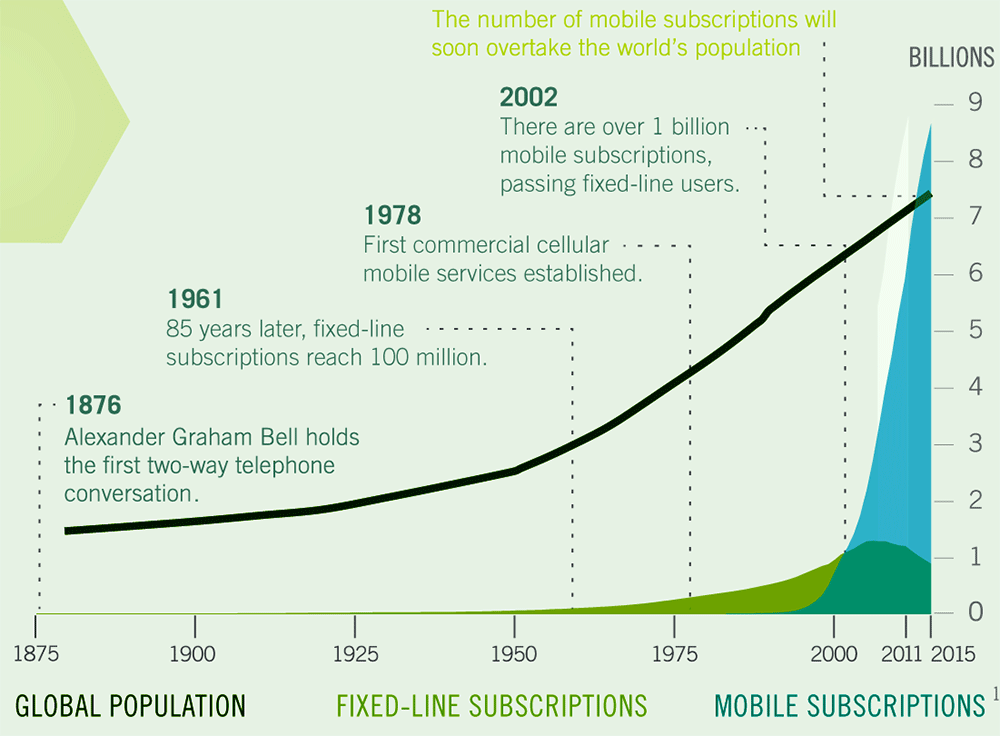 The number of mobile subscriptions will
soon overtake the world's population
BILLIONS
2002
There are over 1 billion
mobile subscriptions,
passing fixed-line users.
1978
First commercial cellular
mobile services established.
1961
85 years later, fixed-line
subscriptions reach 100 million.
1876
Alexander Graham Bell holds
the first two-way telephone
conversation.
9
8
7
6
5
4
3
2
1
0
1875 1900 1925 1950 1975 2000 2011 2015
GLOBAL POPULATION FIXED-LINE SUBSCRIPTIONS MOBILE SUBSCRIPTIONS 1